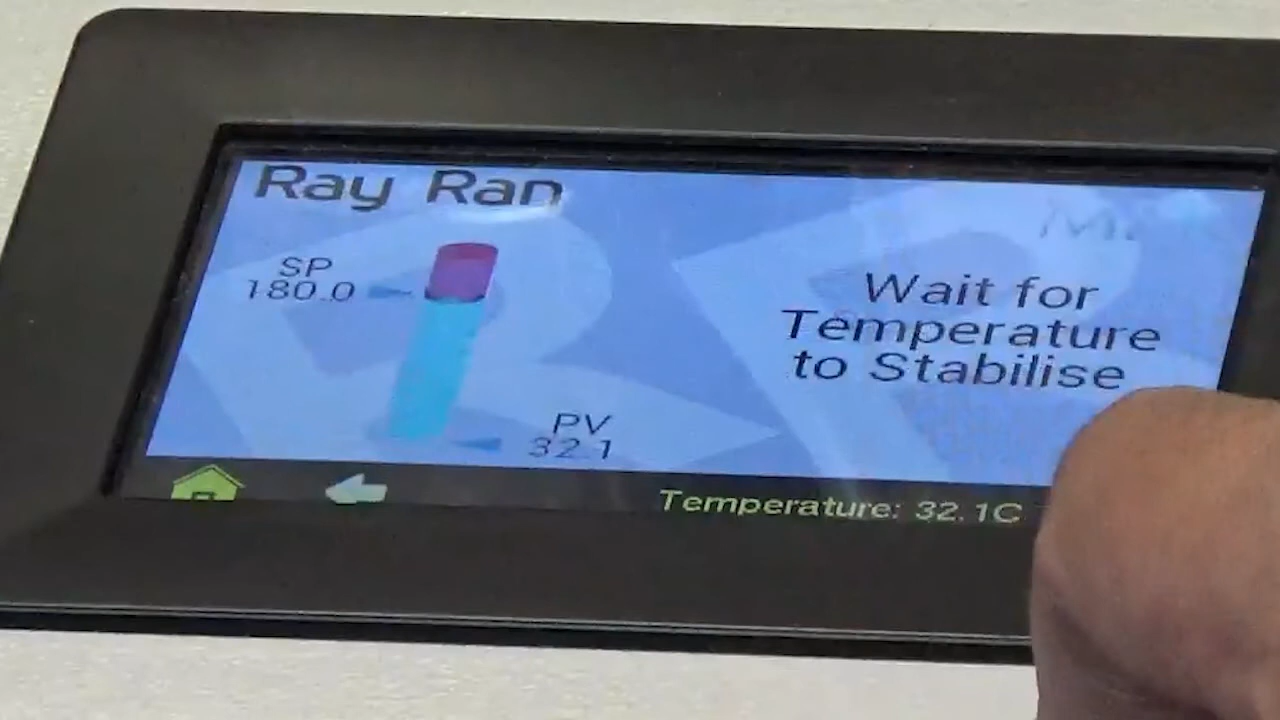 Ray Ran
SP
180.0
Wait for
Temperature
to Stabilise
PV
32.1
Temperature: 32.1C